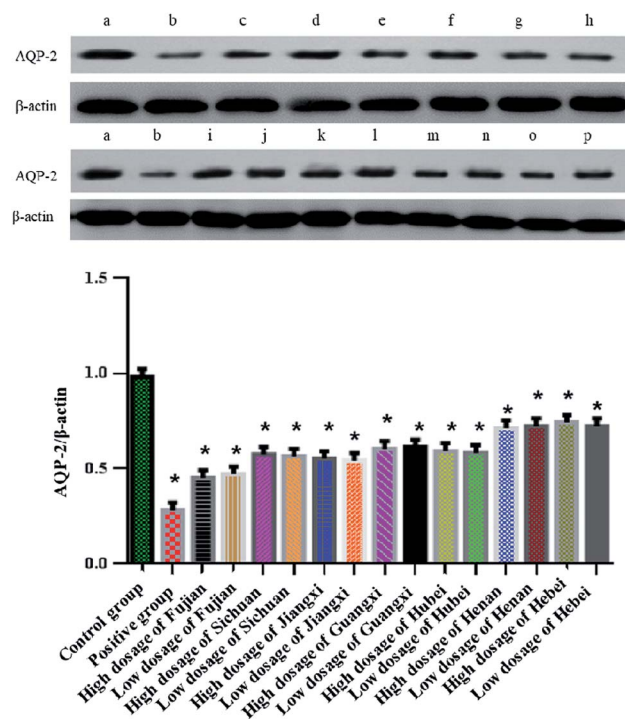 a b c d e f g h
AQP-2
β-actin
a b i j k l m n o p
AQP-2
β-actin
1.5
1.0
0.5
0.0
AQP-2/β-actin
* * * * * * * * * * * * * * *
Control group
Positive group
High dosage of Fujian
Low dosage of Fujian
High dosage of Sichuan
Low dosage of Sichuan
High dosage of Jiangxi
Low dosage of Jiangxi
High dosage of Guangxi
Low dosage of Guangxi
High dosage of Hubei
Low dosage of Hubei
High dosage of Henan
Low dosage of Henan
High dosage of Hebei
Low dosage of Hebei